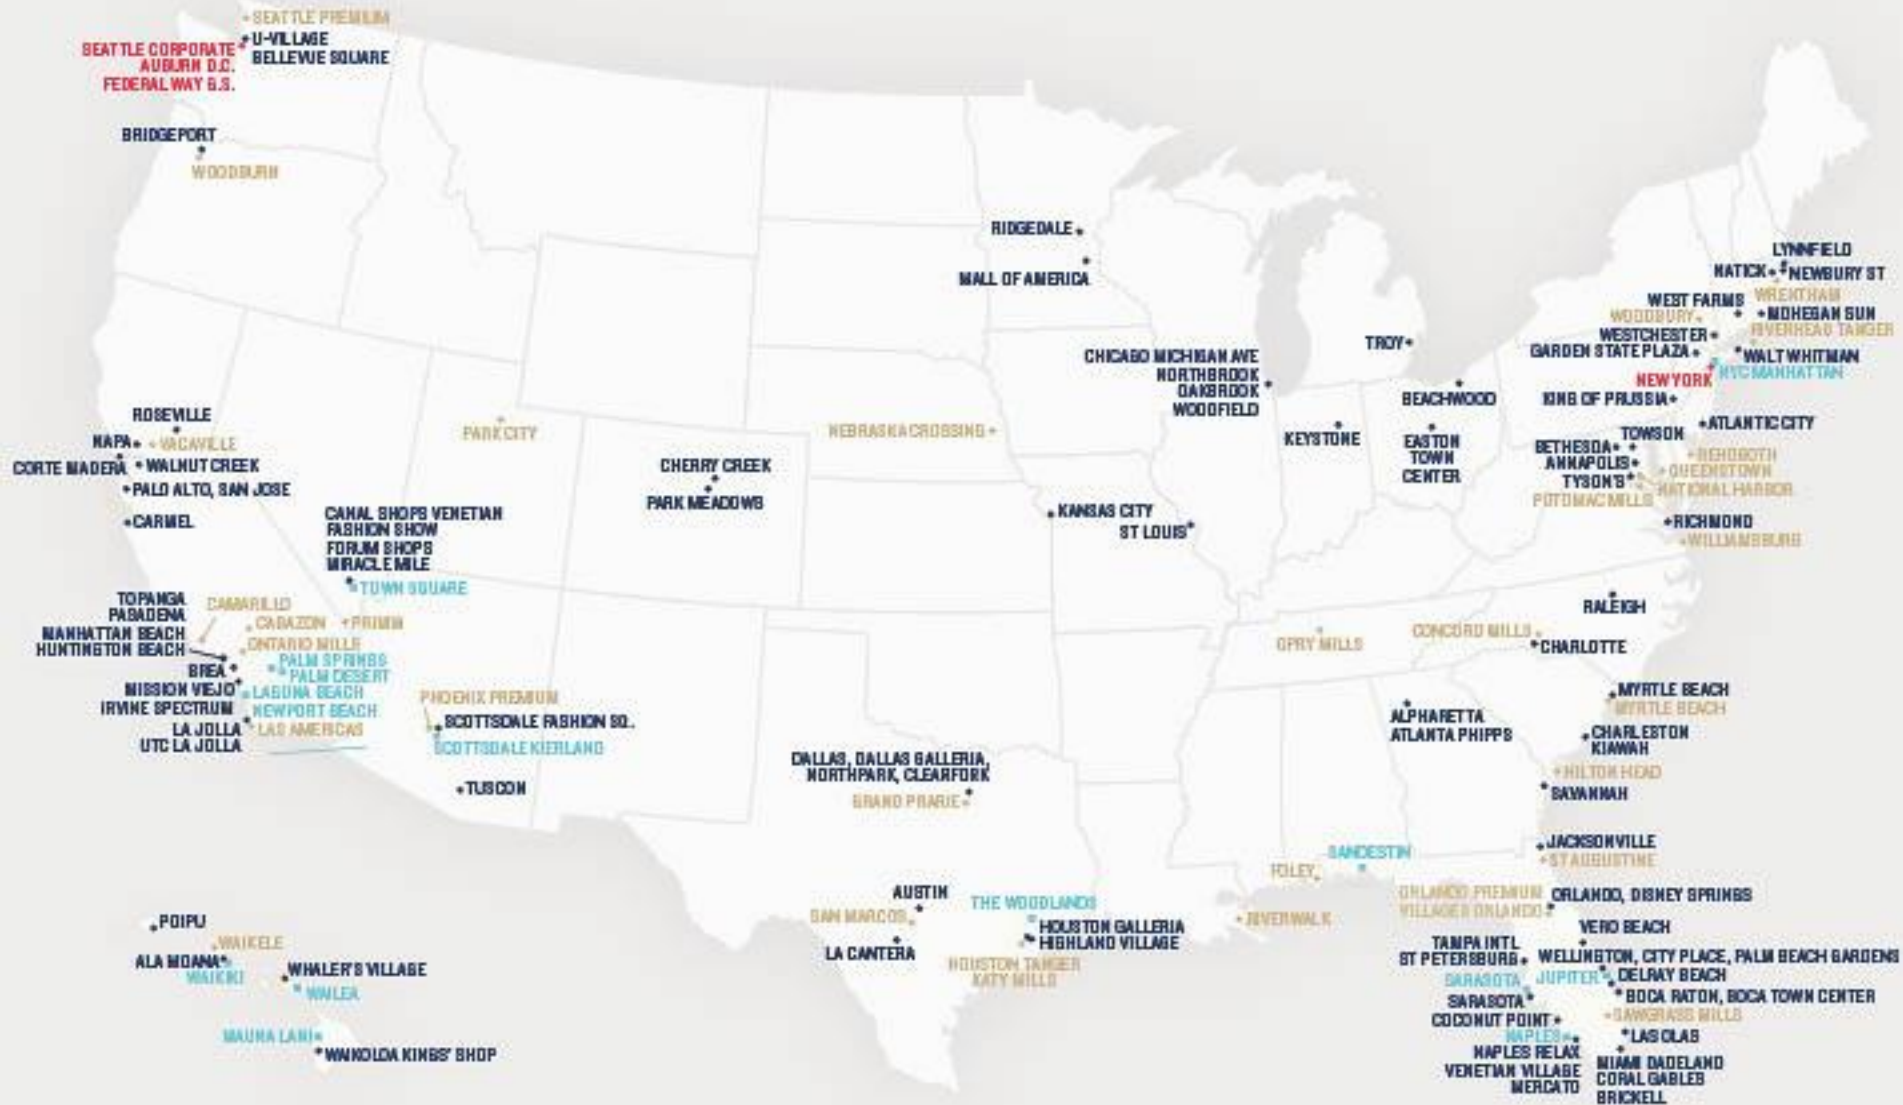 SEATTLE PREMIUM
U-VILLAGE
BELLEVUE SQUARE
SEATTLE CORPORATE
AUBURN D.C.
FEDERAL WAY G.S.
BRIDGEPORT
WOODBURN
RIDGEDALE
MALL OF AMERICA
LYNNFIELD
NATICK
NEWBURY ST
WRENTHAM
WEST FARMS
MOHEGAN SUN
WOODBURY
RIVERHEAD TANGER
WESTCHESTER
GARDEN STATE PLAZA
WALT WHITMAN
NYC MANHATTAN
NEW YORK
KING OF PRUSSIA
TROY
CHICAGO MICHIGAN AVE
NORTHBROOK
OAKBROOK
WOODFIELD
BEACHWOOD
KEYSTONE
EASTON
TOWN
CENTER
ATLANTIC CITY
TOWSON
BETHESDA
REHOBOTH
ANNAPOLIS
QUEENSTOWN
TYSON'S
NATIONAL HARBOR
POTOMAC MILLS
RICHMOND
WILLIAMSBURG
ROSEVILLE
NAPA
VACAVILLE
CORTE MADERA
WALNUT CREEK
PALO ALTO, SAN JOSE
CARMEL
PARK CITY
NEBRASKA CROSSING
CHERRY CREEK
PARK MEADOWS
KANSAS CITY
ST LOUIS
CANAL SHOPS VENETIAN
FASHION SHOW
FORUM SHOPS
MIRACLE MILE
TOWN SQUARE
TOPANGA
PASADENA
MANHATTAN BEACH
HUNTINGTON BEACH
CAMARILLO
CABAZON
PRIMM
ONTARIO MILLS
PALM SPRINGS
PALM DESERT
BREA
MISSION VIEJO
LAGUNA BEACH
IRVINE SPECTRUM
NEWPORT BEACH
LA JOLLA
LAS AMERICAS
UTC LA JOLLA
PHOENIX PREMIUM
SCOTTSDALE FASHION SQ.
SCOTTSDALE KIERLAND
TUSCON
RALEIGH
OPRY MILLS
CONCORD MILLS
CHARLOTTE
MYRTLE BEACH
MYRTLE BEACH
ALPHARETTA
ATLANTA PHIPPS
CHARLESTON
KIAWAH
HILTON HEAD
SAVANNAH
DALLAS, DALLAS GALLERIA,
NORTHPARK, CLEARFORK
GRAND PRARIE
JACKSONVILLE
ST AUGUSTINE
SANDESTIN
FOLEY
ORLANDO PREMIUM
VILLAGES ORLANDO
ORLANDO, DISNEY SPRINGS
AUSTIN
SAN MARCOS
THE WOODLANDS
HOUSTON GALLERIA
HIGHLAND VILLAGE
LA CANTERA
HOUSTON TANGER
KATY MILLS
RIVERWALK
VERO BEACH
TAMPA INTL
ST PETERSBURG
WELLINGTON, CITY PLACE, PALM BEACH GARDENS
SARASOTA
JUPITER
DELRAY BEACH
SARASOTA
BOCA RATON, BOCA TOWN CENTER
COCONUT POINT
SAWGRASS MILLS
NAPLES
LAS OLAS
NAPLES RELAX
VENETIAN VILLAGE
MERCATO
MIAMI DADELAND
CORAL GABLES
BRICKELL
POIPU
WAIKELE
ALA MOANA
WAIKIKI
WHALER'S VILLAGE
WAILEA
MAUNA LANI
WAIKOLOA KINGS' SHOP